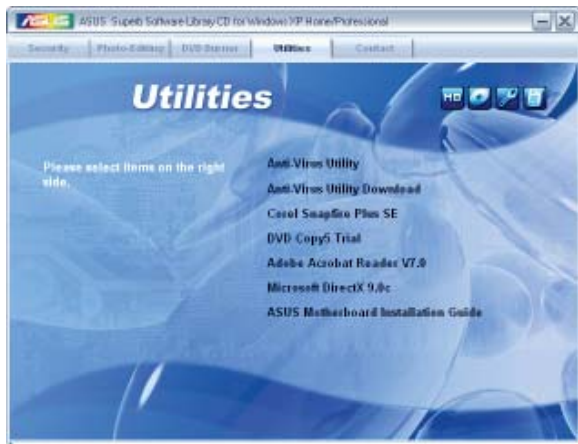 ASUS ASUS Superb Software Library CD for Windows XP Home/Professional
Security Photo-Editing DVD Burner Utilities Contact
Utilities
HD
Please select items on the right
side.
Anti-Virus Utility
Anti-Virus Utility Download
Corel Snapfire Plus SE
DVD Copy5 Trial
Adobe Acrobat Reader V7.0
Microsoft DirectX 9.0c
ASUS Motherboard Installation Guide